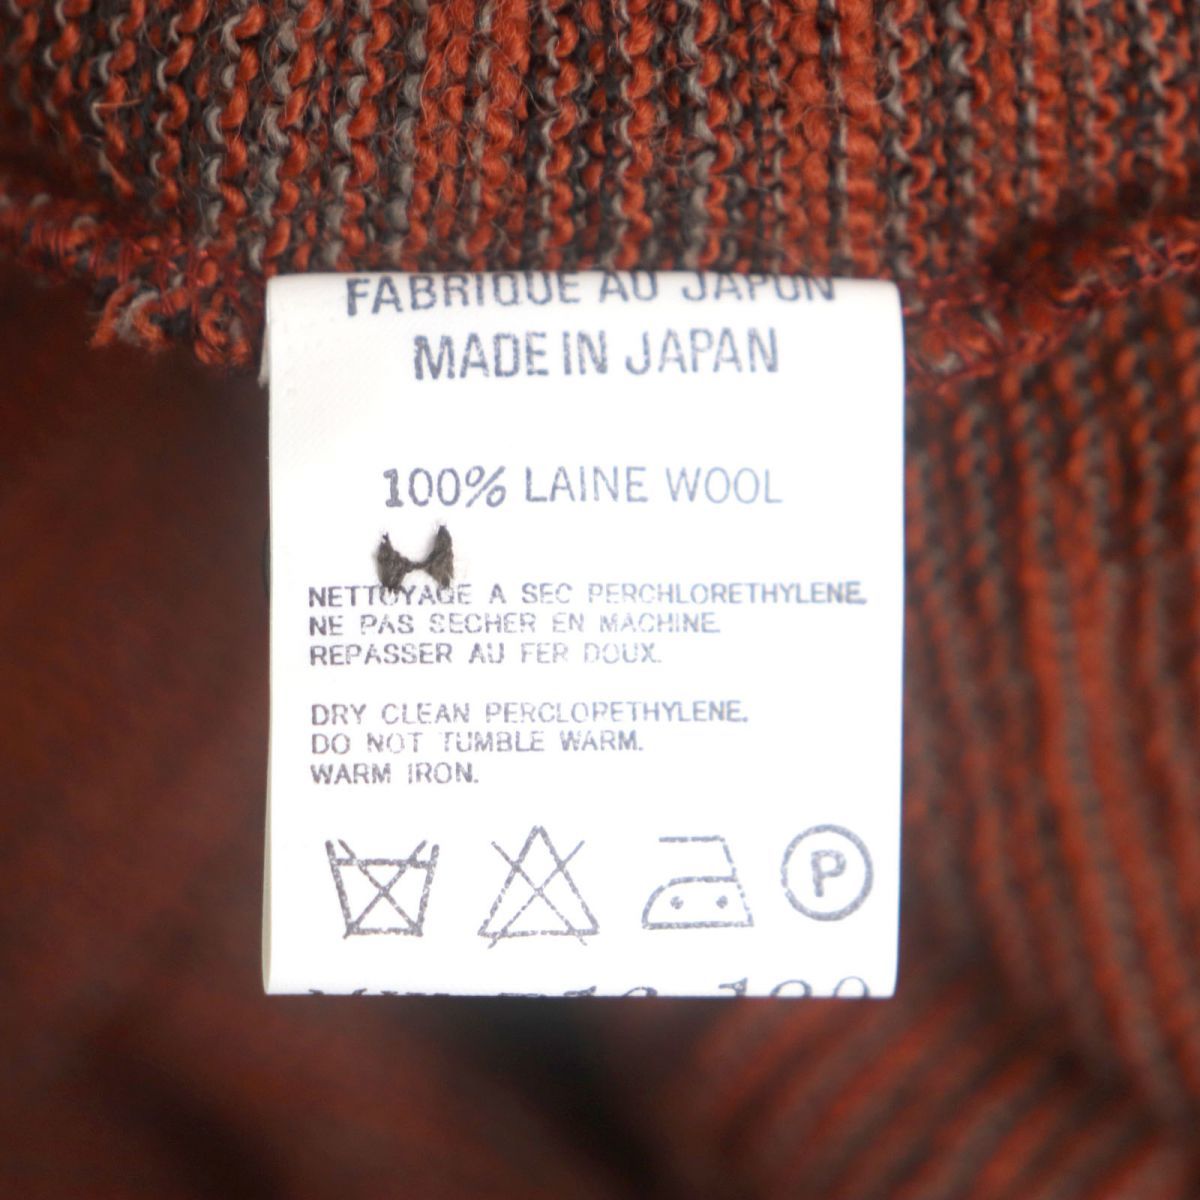 FABRIQUE AU JAPON
MADE IN JAPAN
100% LAINE WOOL
NETTOYAGE A SEC PERCHLORETHYLENE.
NE PAS SECHER EN MACHINE.
REPASSER AU FER DOUX.
DRY CLEAN PERCLORETHYLENE.
DO NOT TUMBLE WARM.
WARM IRON.
P